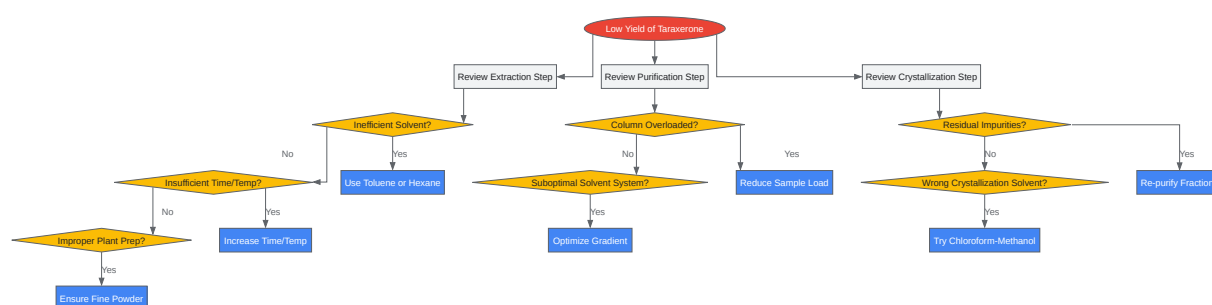 Low Yield of Taraxerone
Review Extraction Step
Review Purification Step
Review Crystallization Step
Inefficient Solvent?
Column Overloaded?
Residual Impurities?
No
Yes
No
Yes
No
Yes
Insufficient Time/Temp?
Use Toluene or Hexane
Suboptimal Solvent System?
Reduce Sample Load
Wrong Crystallization Solvent?
Re-purify Fraction
No
Yes
Yes
Yes
Improper Plant Prep?
Increase Time/Temp
Optimize Gradient
Try Chloroform-Methanol
Yes
Ensure Fine Powder